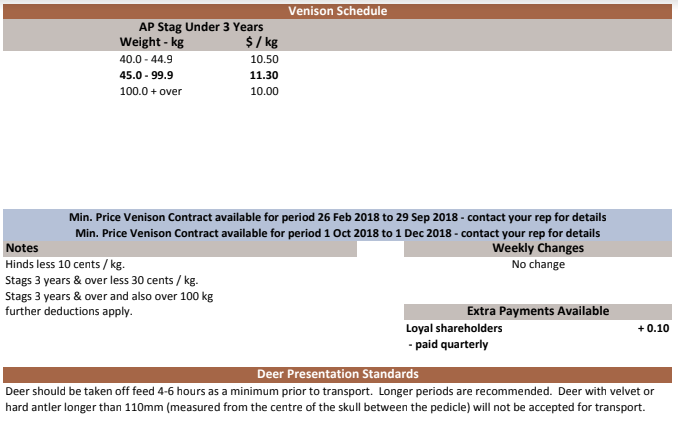 Venison Schedule
AP Stag Under 3 Years
Weight - kg $ / kg
40.0 - 44.9 10.50
45.0 - 99.9 11.30
100.0 + over 10.00
Min. Price Venison Contract available for period 26 Feb 2018 to 29 Sep 2018 - contact your rep for details
Min. Price Venison Contract available for period 1 Oct 2018 to 1 Dec 2018 - contact your rep for details
Notes
Hinds less 10 cents / kg.
Stags 3 years & over less 30 cents / kg.
Stags 3 years & over and also over 100 kg
further deductions apply.
Weekly Changes
No change
Extra Payments Available
Loyal shareholders + 0.10
- paid quarterly
Deer Presentation Standards
Deer should be taken off feed 4-6 hours as a minimum prior to transport. Longer periods are recommended. Deer with velvet or
hard antler longer than 110mm (measured from the centre of the skull between the pedicle) will not be accepted for transport.